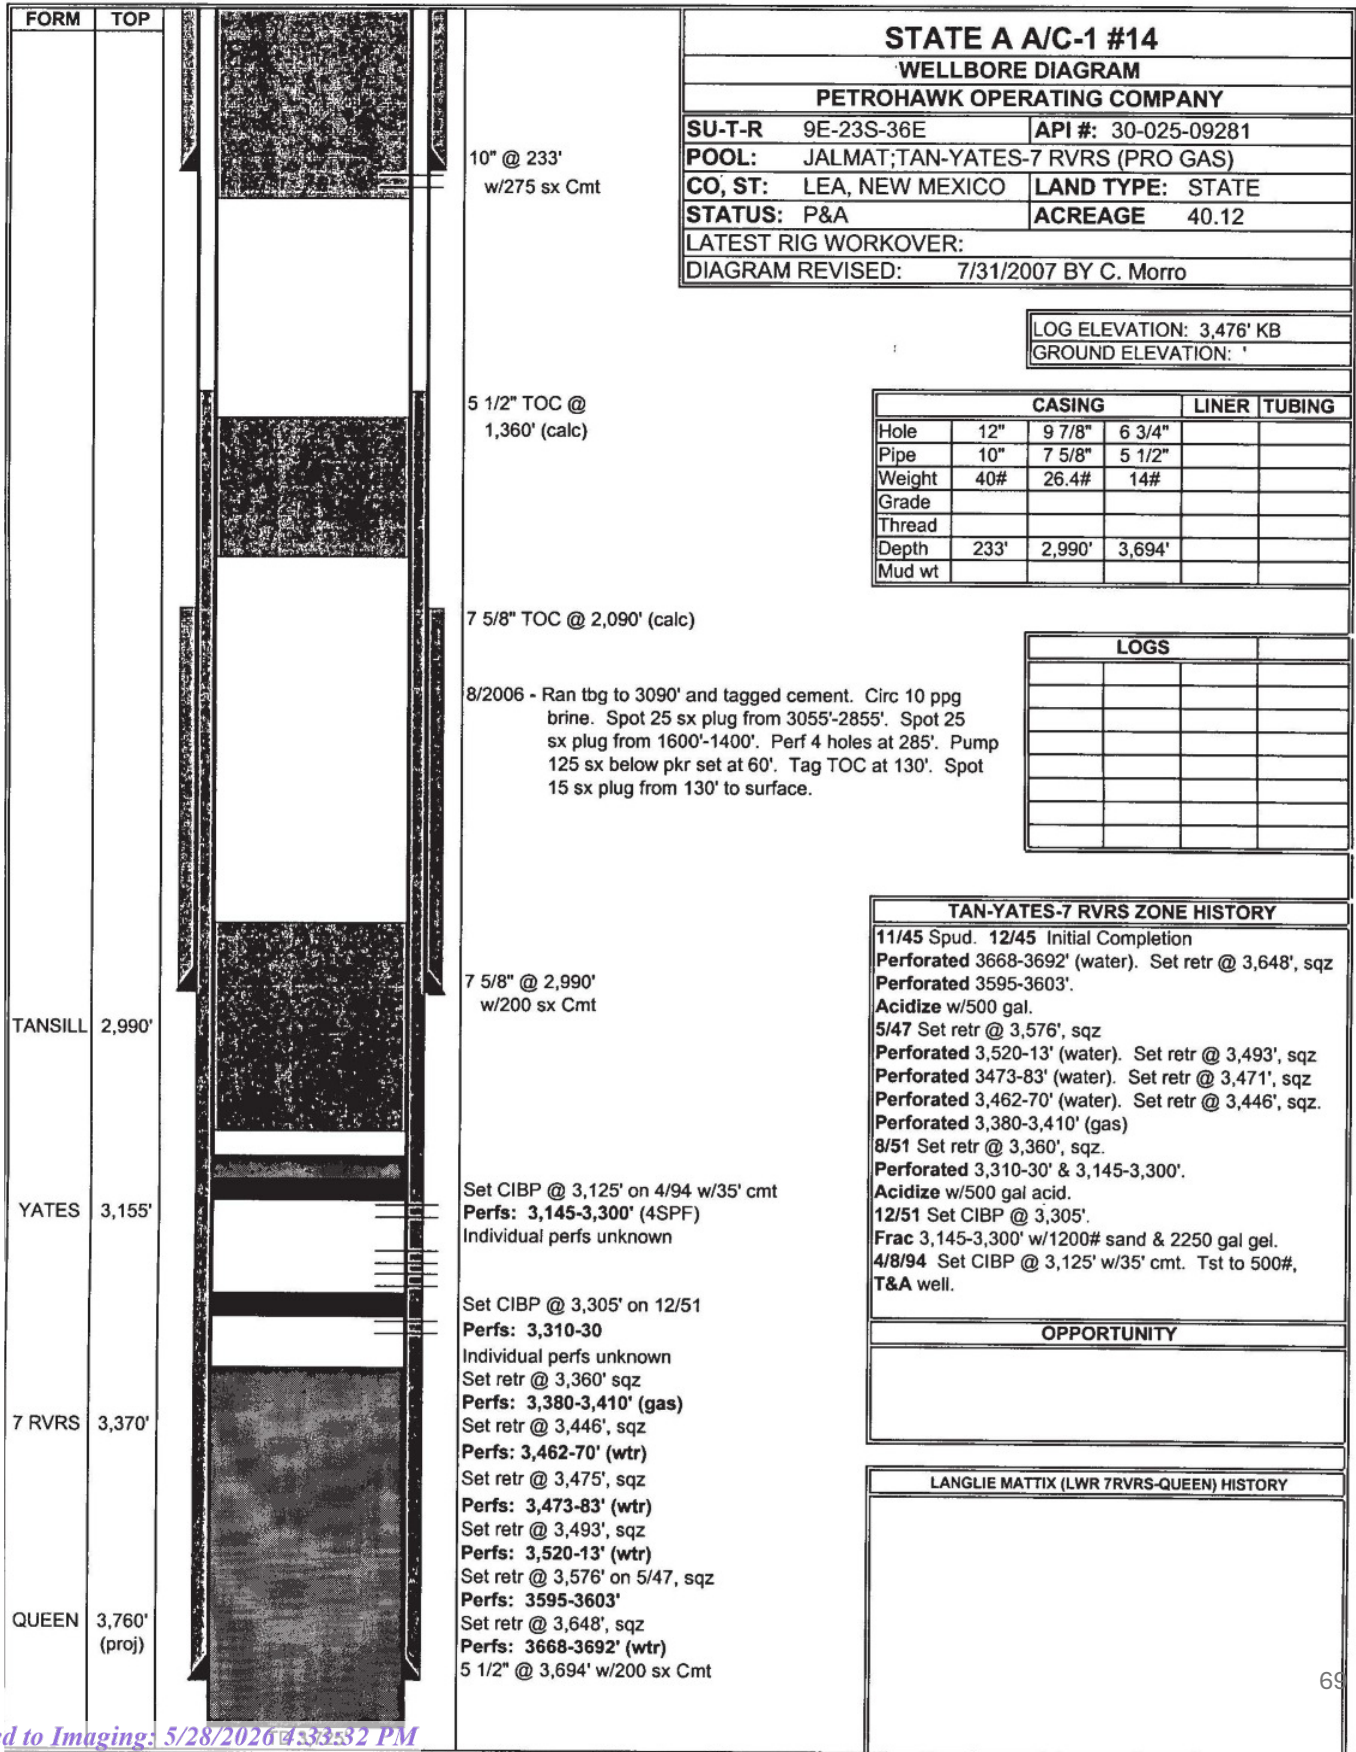 FORM TOP
STATE A A/C-1 #14
WELLBORE DIAGRAM
PETROHAWK OPERATING COMPANY
SU-T-R 9E-23S-36E API #: 30-025-09281
POOL: JALMAT;TAN-YATES-7 RVRS (PRO GAS)
CO, ST: LEA, NEW MEXICO LAND TYPE: STATE
STATUS: P&A ACREAGE 40.12
LATEST RIG WORKOVER:
DIAGRAM REVISED: 7/31/2007 BY C. Morro
LOG ELEVATION: 3,476' KB
GROUND ELEVATION: '
10" @ 233'
w/275 sx Cmt
5 1/2" TOC @
1,360' (calc)
CASING LINER TUBING
Hole 12" 9 7/8" 6 3/4"
Pipe 10" 7 5/8" 5 1/2"
Weight 40# 26.4# 14#
Grade
Thread
Depth 233' 2,990' 3,694'
Mud wt
7 5/8" TOC @ 2,090' (calc)
LOGS
8/2006 - Ran tbg to 3090' and tagged cement. Circ 10 ppg
brine. Spot 25 sx plug from 3055'-2855'. Spot 25
sx plug from 1600'-1400'. Perf 4 holes at 285'. Pump
125 sx below pkr set at 60'. Tag TOC at 130'. Spot
15 sx plug from 130' to surface.
7 5/8" @ 2,990'
w/200 sx Cmt
TANSILL 2,990'
Set CIBP @ 3,125' on 4/94 w/35' cmt
YATES 3,155'
Perfs: 3,145-3,300' (4SPF)
Individual perfs unknown
Set CIBP @ 3,305' on 12/51
Perfs: 3,310-30
Individual perfs unknown
Set retr @ 3,360' sqz
Perfs: 3,380-3,410' (gas)
7 RVRS 3,370'
Set retr @ 3,446', sqz
Perfs: 3,462-70' (wtr)
Set retr @ 3,475', sqz
Perfs: 3,473-83' (wtr)
Set retr @ 3,493', sqz
Perfs: 3,520-13' (wtr)
Set retr @ 3,576' on 5/47, sqz
Perfs: 3595-3603'
QUEEN 3,760'
(proj)
Set retr @ 3,648', sqz
Perfs: 3668-3692' (wtr)
5 1/2" @ 3,694' w/200 sx Cmt
TAN-YATES-7 RVRS ZONE HISTORY
11/45 Spud. 12/45 Initial Completion
Perforated 3668-3692' (water). Set retr @ 3,648', sqz
Perforated 3595-3603'.
Acidize w/500 gal.
5/47 Set retr @ 3,576', sqz
Perforated 3,520-13' (water). Set retr @ 3,493', sqz
Perforated 3473-83' (water). Set retr @ 3,471', sqz
Perforated 3,462-70' (water). Set retr @ 3,446', sqz.
Perforated 3,380-3,410' (gas)
8/51 Set retr @ 3,360', sqz.
Perforated 3,310-30' & 3,145-3,300'.
Acidize w/500 gal acid.
12/51 Set CIBP @ 3,305'.
Frac 3,145-3,300' w/1200# sand & 2250 gal gel.
4/8/94 Set CIBP @ 3,125' w/35' cmt. Tst to 500#,
T&A well.
OPPORTUNITY
LANGLIE MATTIX (LWR 7RVRS-QUEEN) HISTORY
69
d to Imaging: 5/28/2026 4:33:32 PM